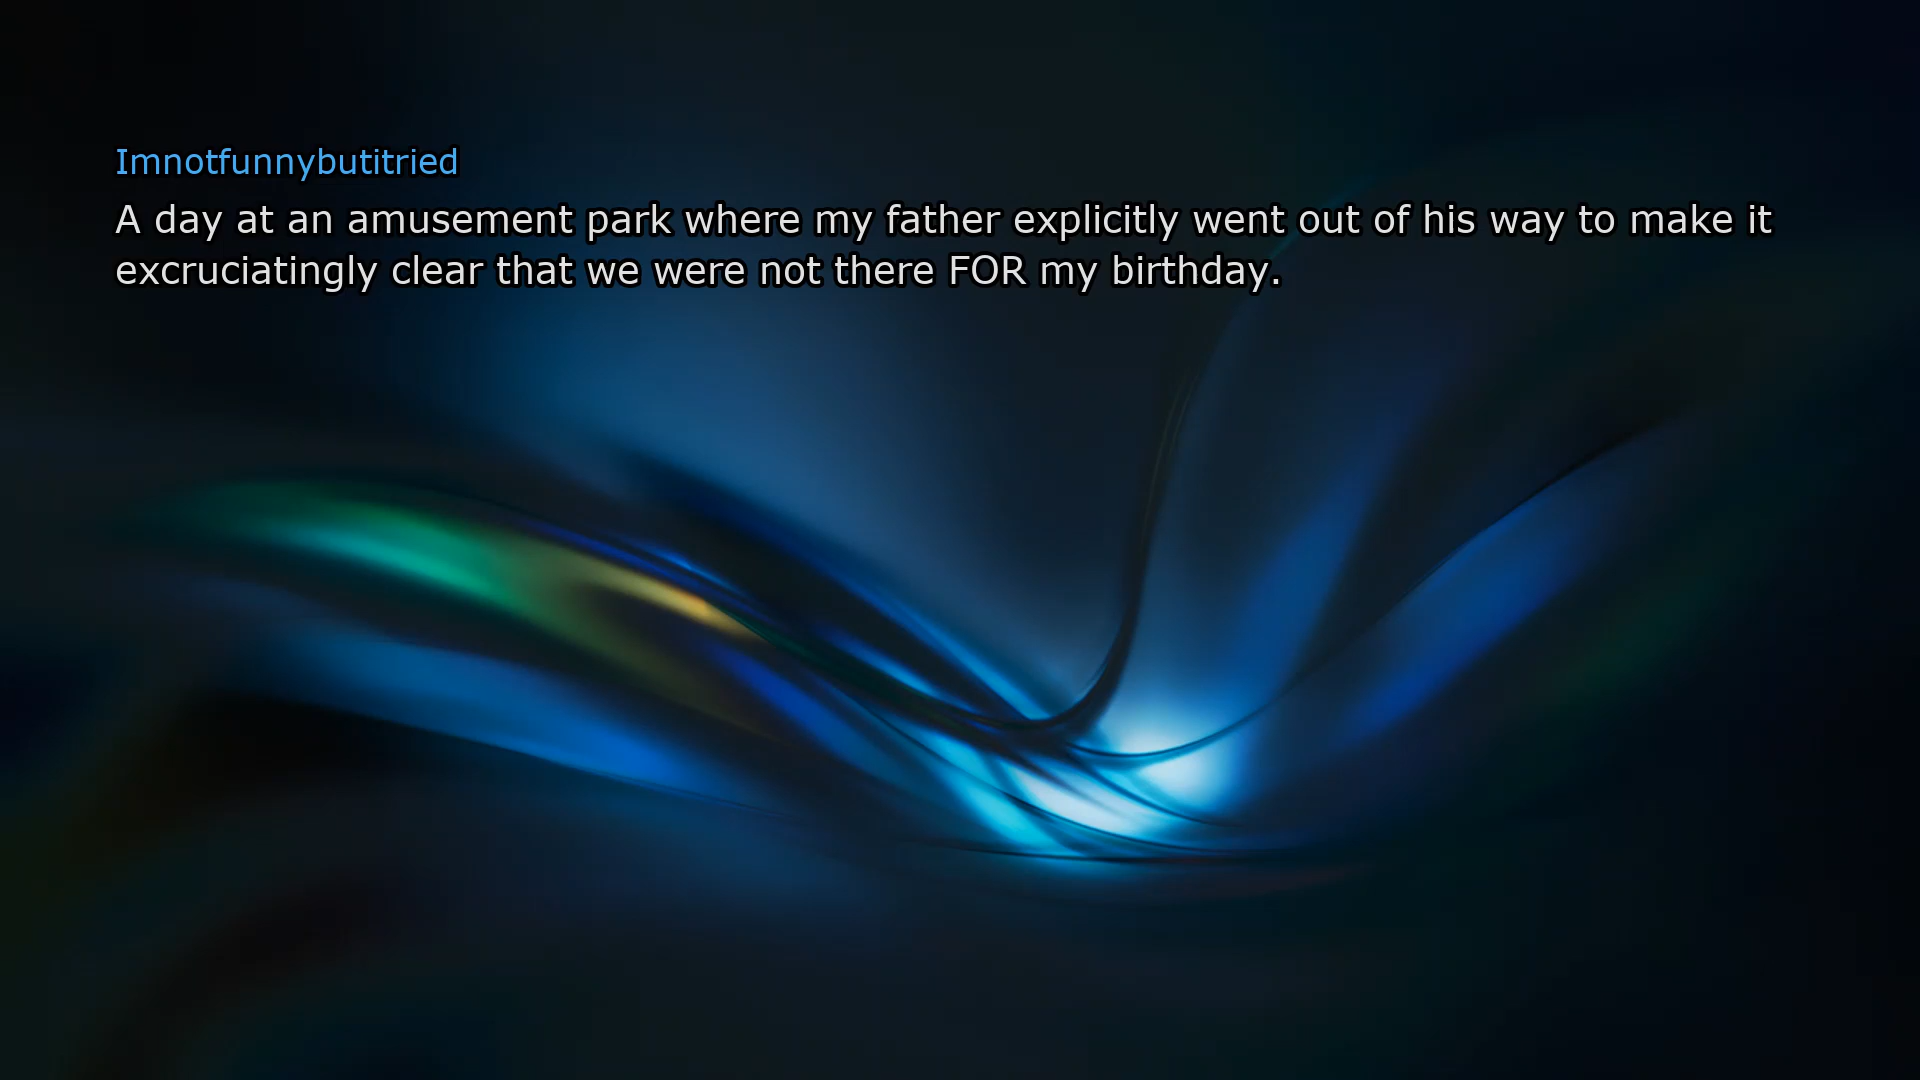 Imnotfunnybutitried
A day at an amusement park where my father explicitly went out of his way to make it
excruciatingly clear that we were not there FOR my birthday.